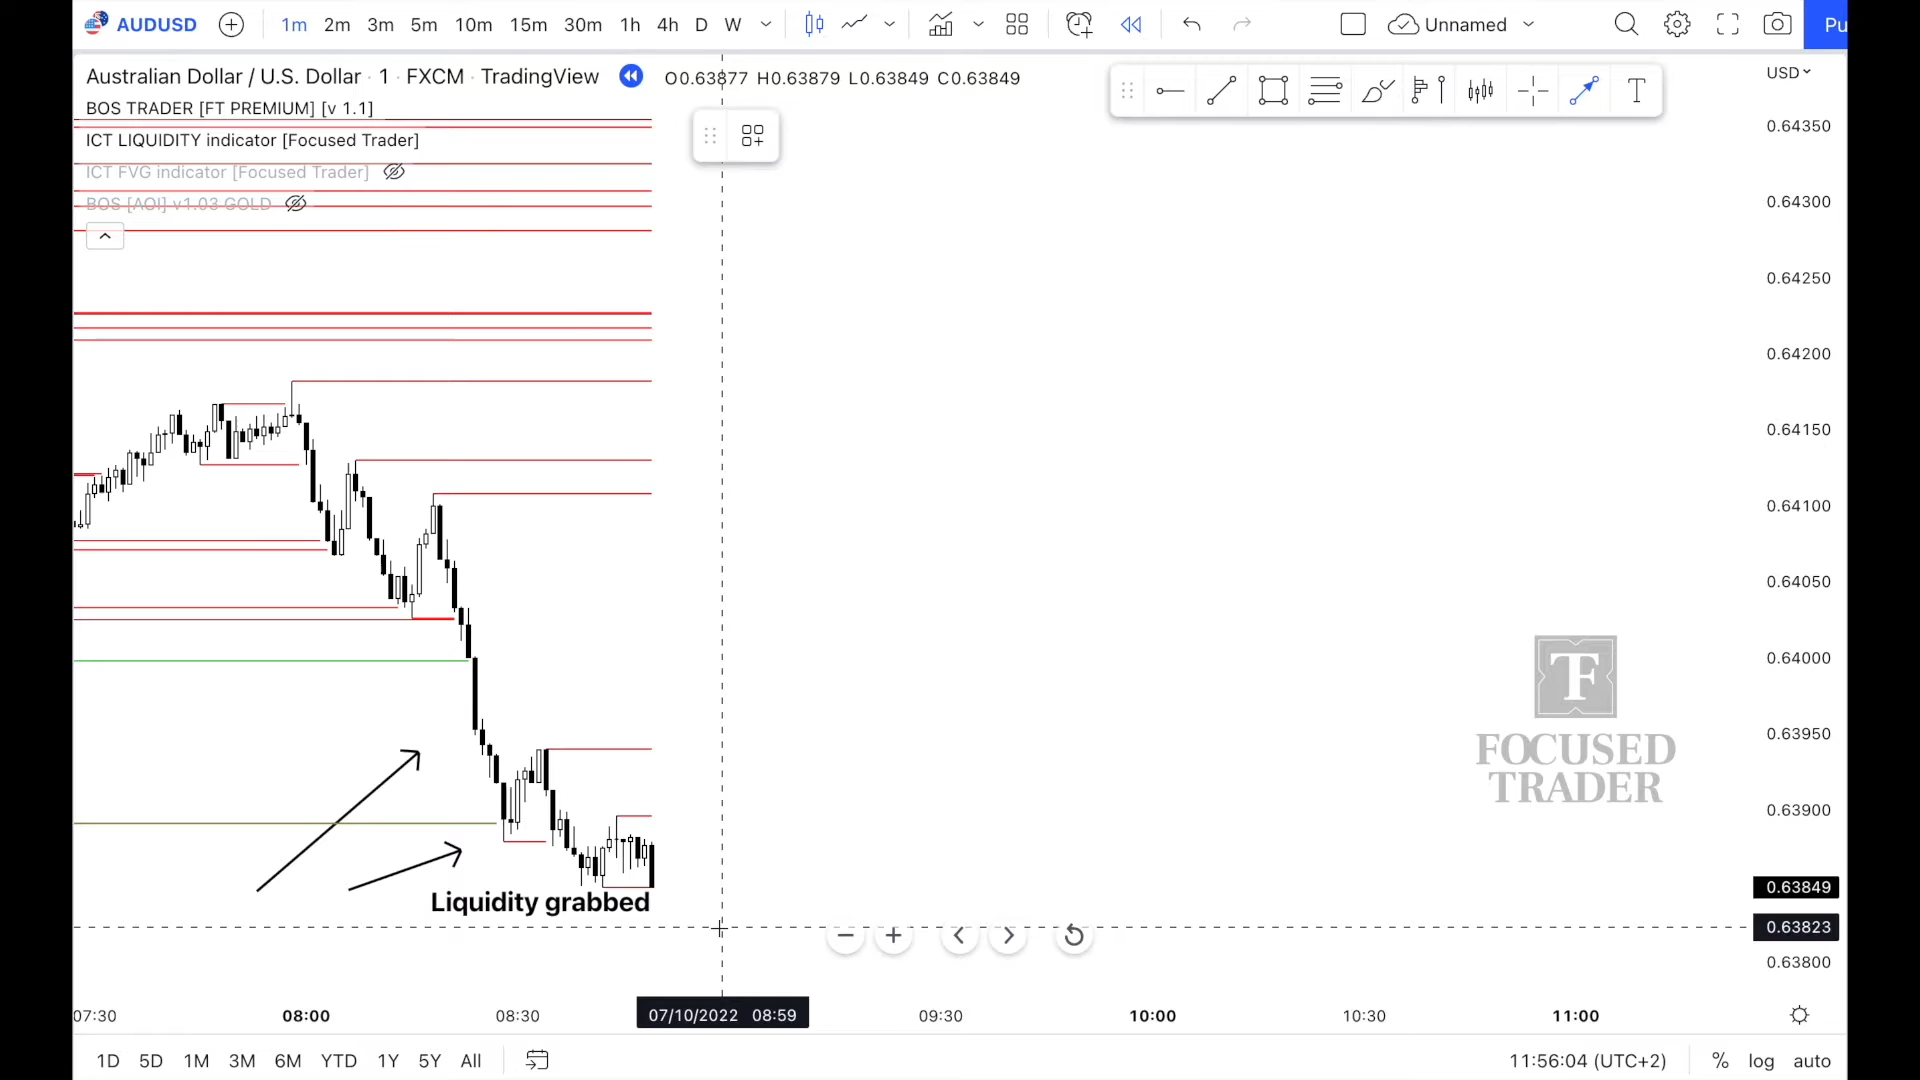 AUDUSD 1m 2m 3m 5m 10m 15m 30m 1h 4h D W Unnamed Pu
Australian Dollar / U.S. Dollar · 1 · FXCM · TradingView O0.63877 H0.63879 L0.63849 C0.63849 USD
BOS TRADER [FT PREMIUM] [v 1.1]
ICT LIQUIDITY indicator [Focused Trader]
ICT FVG indicator [Focused Trader]
BOS [AOI] v1.03 GOLD
T
0.64350
0.64300
0.64250
0.64200
0.64150
0.64100
0.64050
0.64000
0.63950
0.63900
0.63849
0.63823
0.63800
T
FOCUSED
TRADER
Liquidity grabbed
07:30 08:00 08:30 07/10/2022 08:59 09:30 10:00 10:30 11:00
1D 5D 1M 3M 6M YTD 1Y 5Y All 11:56:04 (UTC+2) % log auto